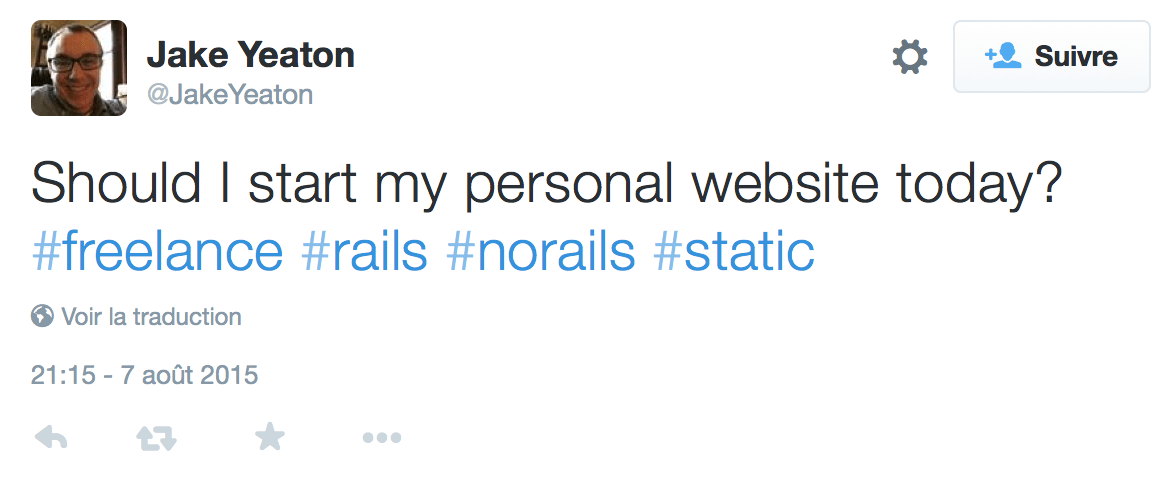 Jake Yeaton
@JakeYeaton
Suivre
Should I start my personal website today?
#freelance #rails #norails #static
Voir la traduction
21:15 - 7 août 2015